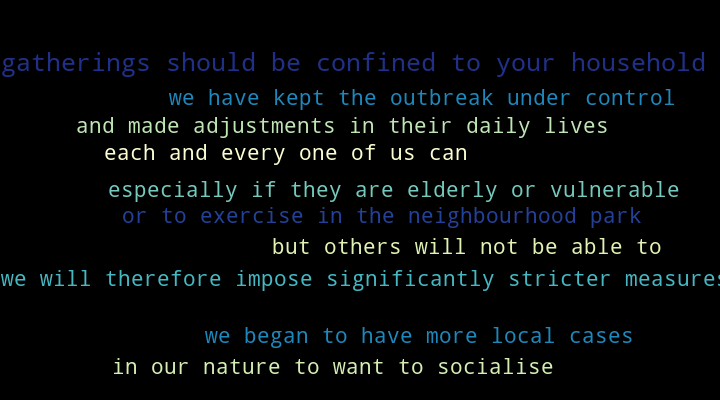 gatherings should be confined to your household
we have kept the outbreak under control
and made adjustments in their daily lives
each and every one of us can
especially if they are elderly or vulnerable
or to exercise in the neighbourhood park
but others will not be able to
we will therefore impose significantly stricter measures
we began to have more local cases
in our nature to want to socialise